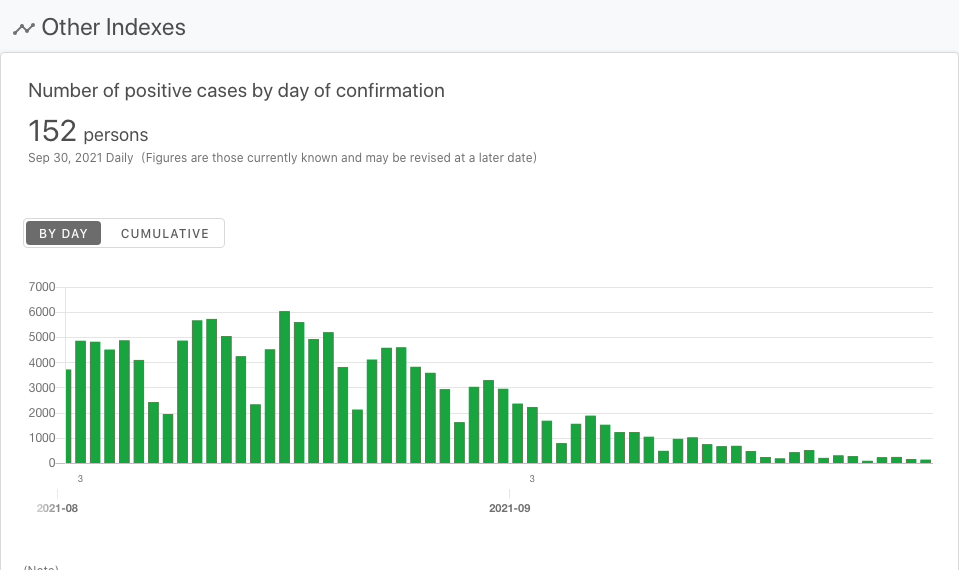 Other Indexes
Number of positive cases by day of confirmation
152 persons
Sep 30, 2021 Daily (Figures are those currently known and may be revised at a later date)
BY DAY CUMULATIVE
7000
6000
5000
4000
3000
2000
1000
0
3 3
2021-08 2021-09
(Note)